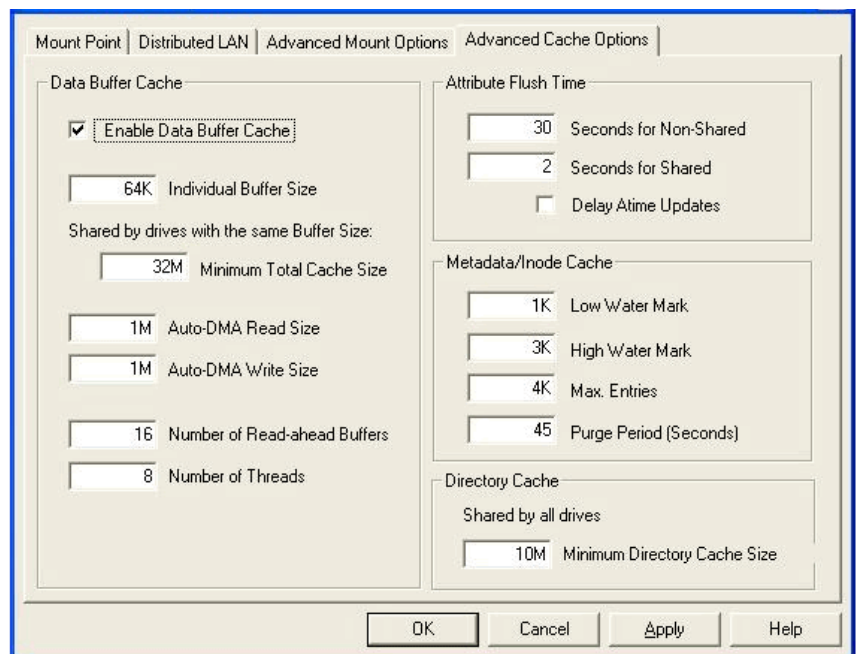 Mount Point Distributed LAN Advanced Mount Options Advanced Cache Options
Data Buffer Cache
Enable Data Buffer Cache
64K Individual Buffer Size
Shared by drives with the same Buffer Size:
32M Minimum Total Cache Size
1M Auto-DMA Read Size
1M Auto-DMA Write Size
16 Number of Read-ahead Buffers
8 Number of Threads
Attribute Flush Time
30 Seconds for Non-Shared
2 Seconds for Shared
Delay Atime Updates
Metadata/Inode Cache
1K Low Water Mark
3K High Water Mark
4K Max. Entries
45 Purge Period (Seconds)
Directory Cache
Shared by all drives
10M Minimum Directory Cache Size
OK Cancel Apply Help